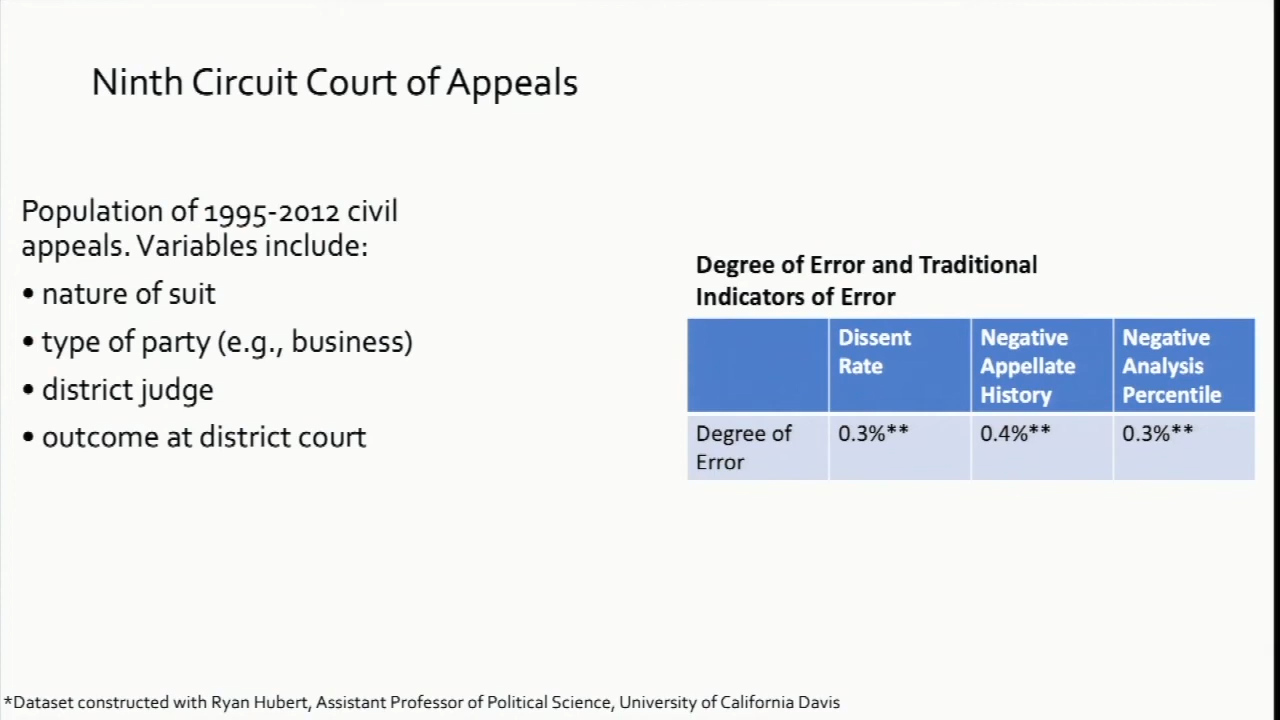 Ninth Circuit Court of Appeals
Population of 1995-2012 civil
appeals. Variables include:
• nature of suit
• type of party (e.g., business)
• district judge
• outcome at district court
Degree of Error and Traditional
Indicators of Error
Dissent Rate
Negative Appellate History
Negative Analysis Percentile
Degree of Error
0.3%**
0.4%**
0.3%**
*Dataset constructed with Ryan Hubert, Assistant Professor of Political Science, University of California Davis